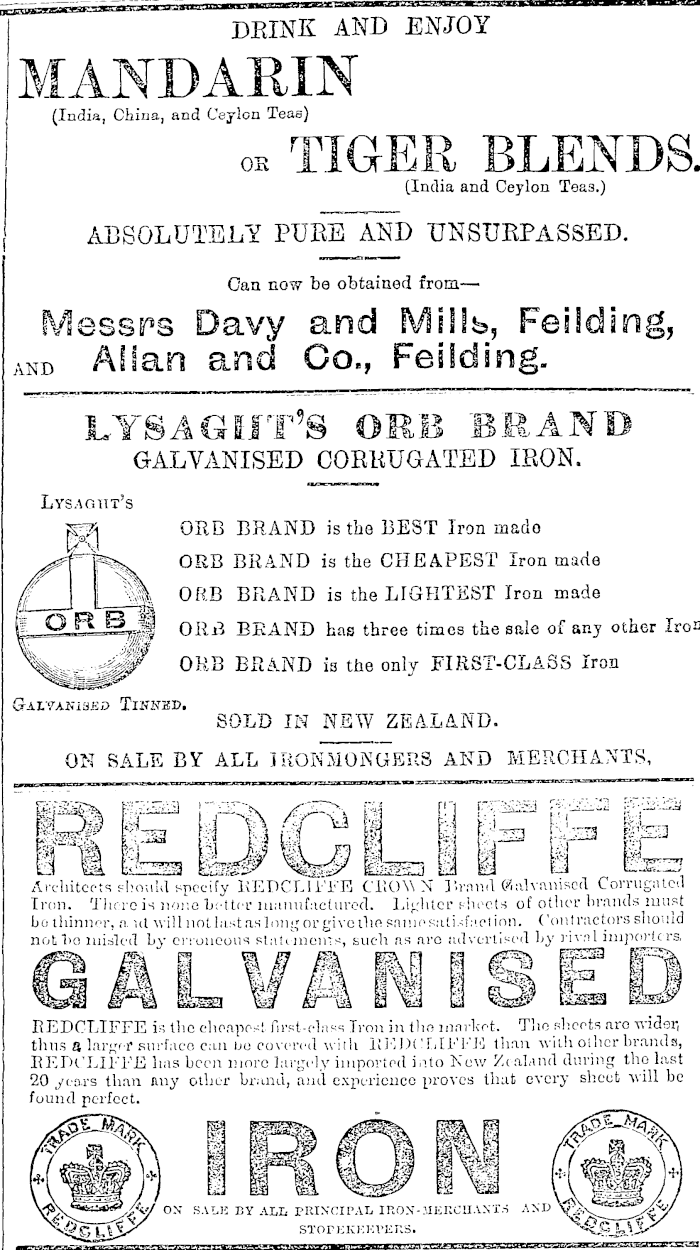 DRINK AND ENJOY
MANDARIN
(India, China, and Ceylon Teas)
OR TIGER BLENDS.
(India and Ceylon Teas.)
ABSOLUTELY PURE AND UNSURPASSED.
Can now be obtained from—
Messrs Davy and Mills, Feilding,
AND Allan and Co., Feilding.
LYSAGHT'S ORB BRAND
GALVANISED CORRUGATED IRON.
LYSAGHT'S
ORB
GALVANISED TINNED.
ORB BRAND is the BEST Iron made
ORB BRAND is the CHEAPEST Iron made
ORB BRAND is the LIGHTEST Iron made
ORB BRAND has three times the sale of any other Iron
ORB BRAND is the only FIRST-CLASS Iron
SOLD IN NEW ZEALAND.
ON SALE BY ALL IRONMONGERS AND MERCHANTS,
REDCLIFFE
Architects should specify REDCLIFFE CROWN Brand Galvanised Corrugated
Iron. There is none better manufactured. Lighter sheets of other brands must
be thinner, and will not last as long or give the same satisfaction. Contractors should
not be misled by erroneous statements, such as are advertised by rival importers.
GALVANISED
REDCLIFFE is the cheapest first-class Iron in the market. The sheets are wider,
thus a larger surface can be covered with REDCLIFFE than with other brands,
REDCLIFFE has been more largely imported into New Zealand during the last
20 years than any other brand, and experience proves that every sheet will be
found perfect.
TRADE MARK
REDCLIFFE
IRON
TRADE MARK
REDCLIFFE
ON SALE BY ALL PRINCIPAL IRON-MERCHANTS AND
STOREKEEPERS.